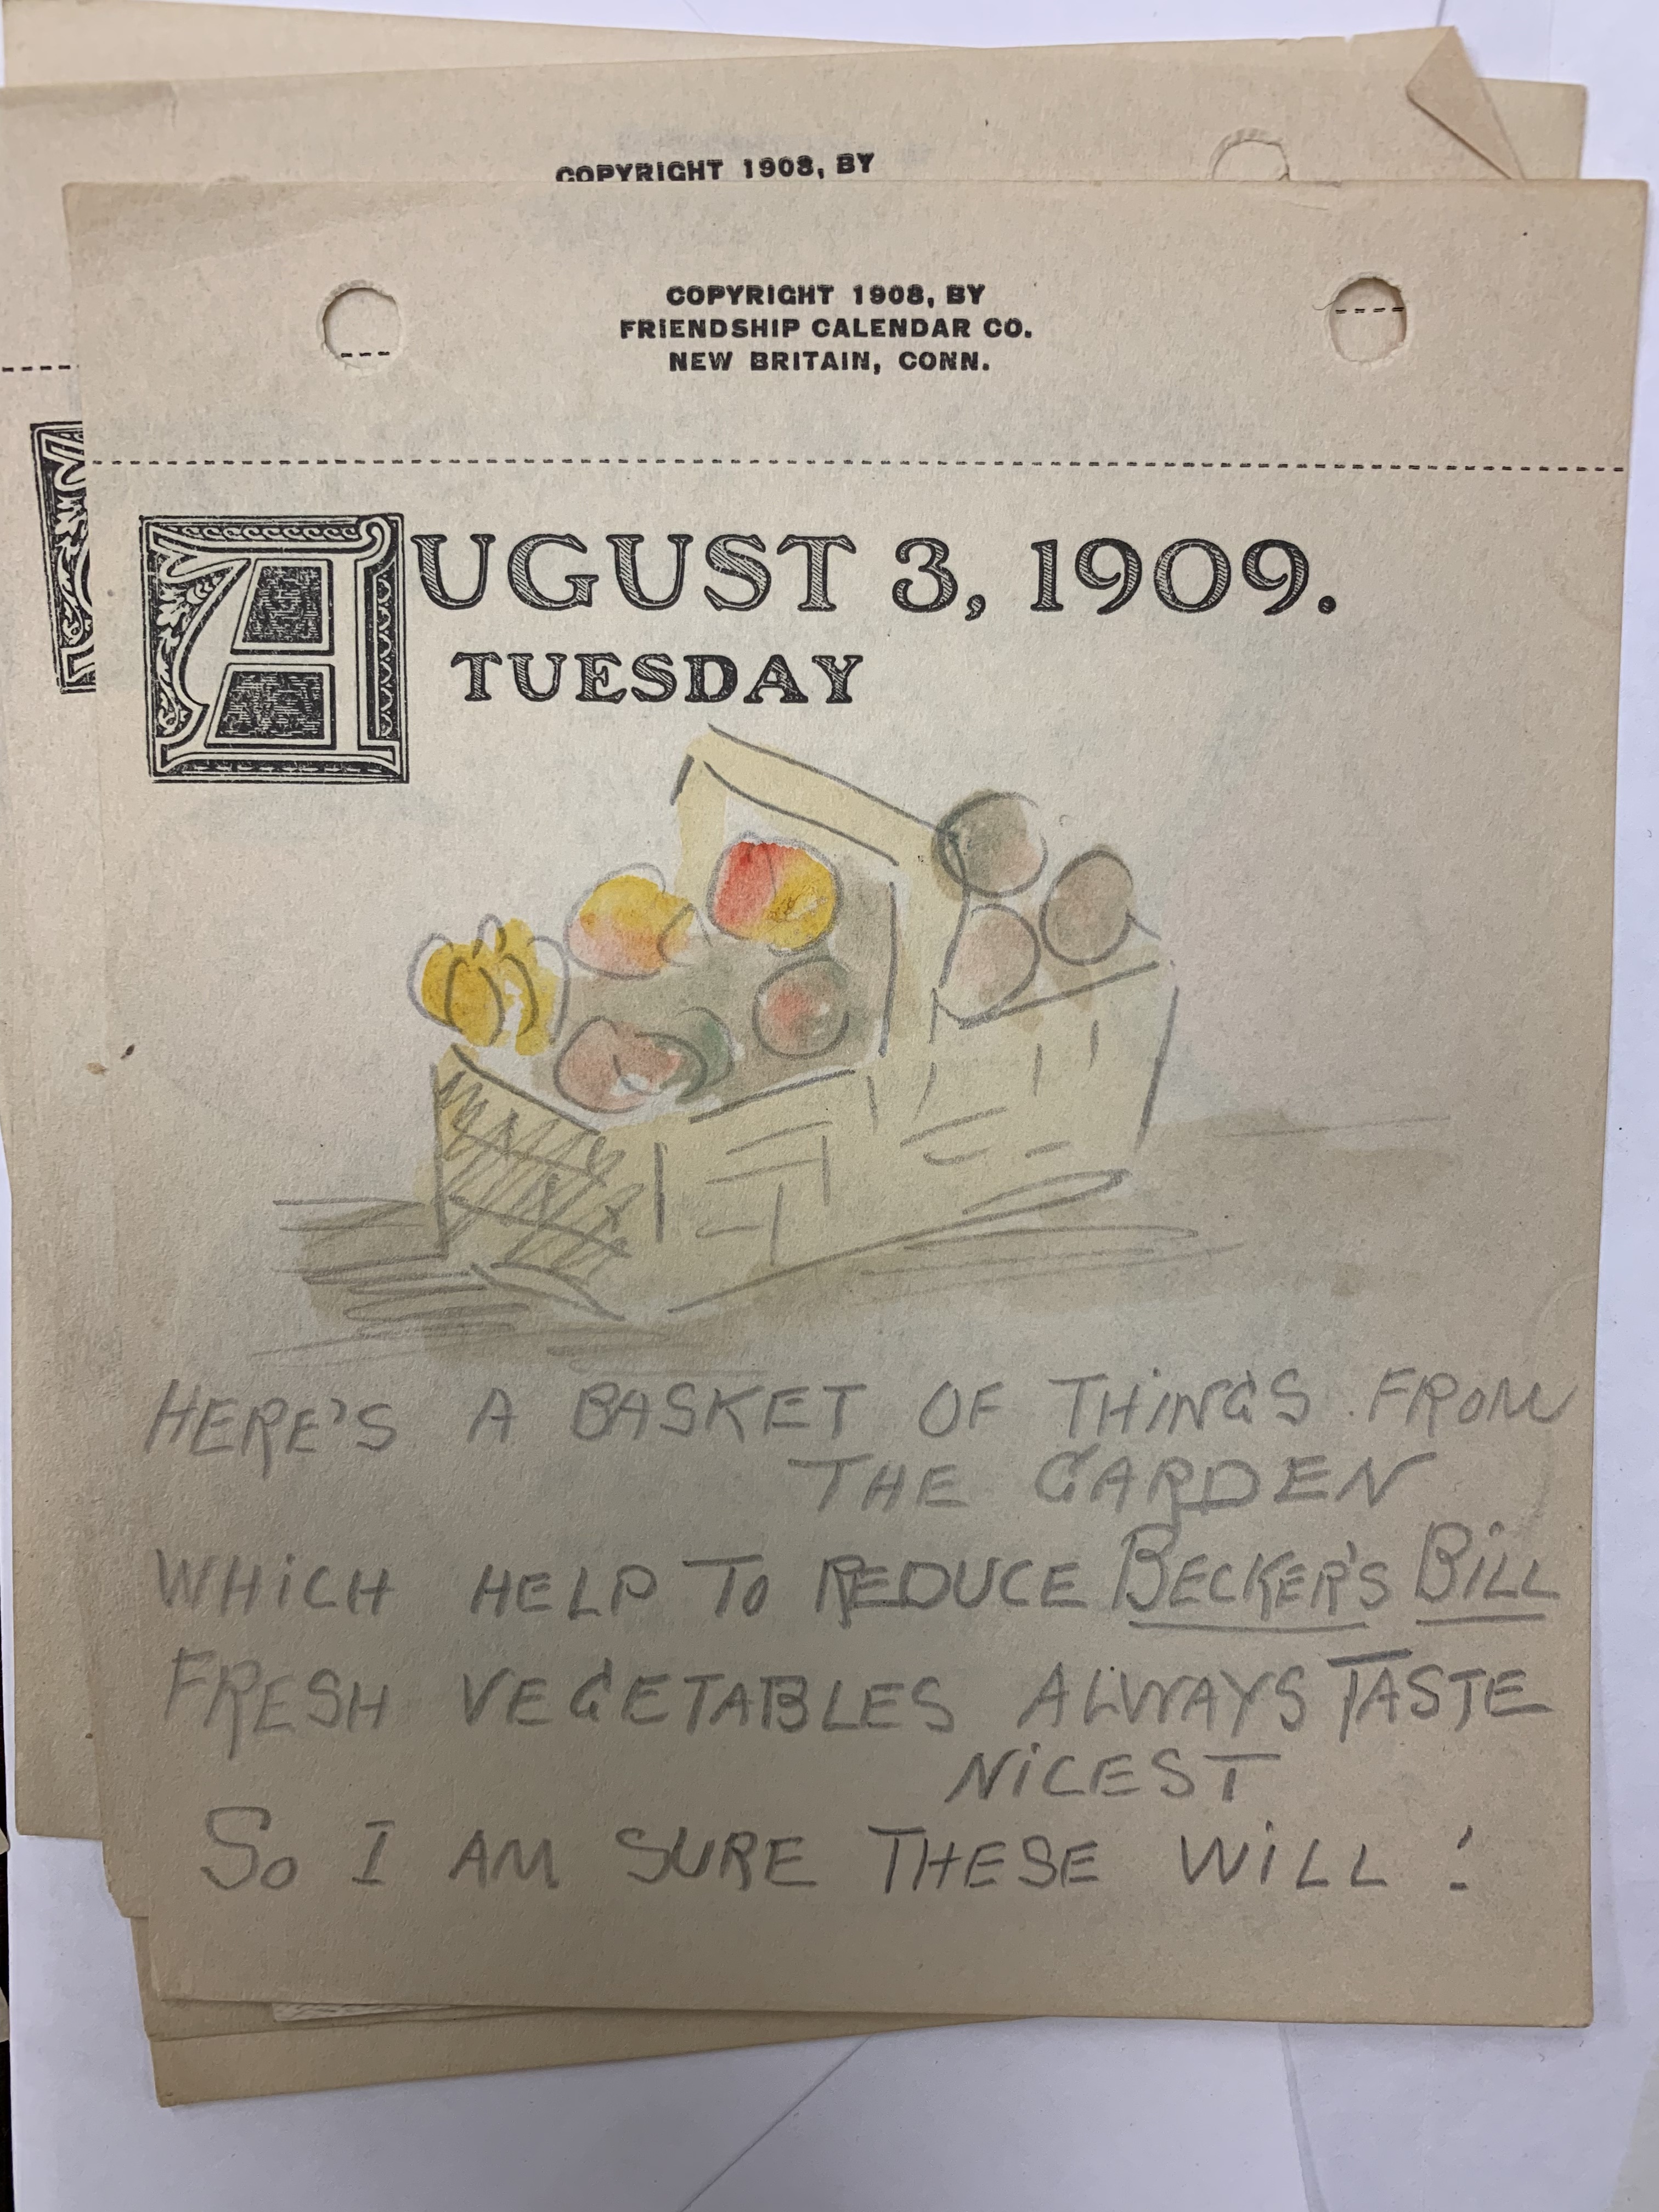 COPYRIGHT 1908, BY
COPYRIGHT 1908, BY
FRIENDSHIP CALENDAR CO.
NEW BRITAIN, CONN.
AUGUST 3, 1909.
TUESDAY
HERE'S A BASKET OF THINGS FROM
THE GARDEN
WHICH HELP TO REDUCE BECKER'S BILL
FRESH VEGETABLES ALWAYS TASTE
NICEST
SO I AM SURE THESE WILL!